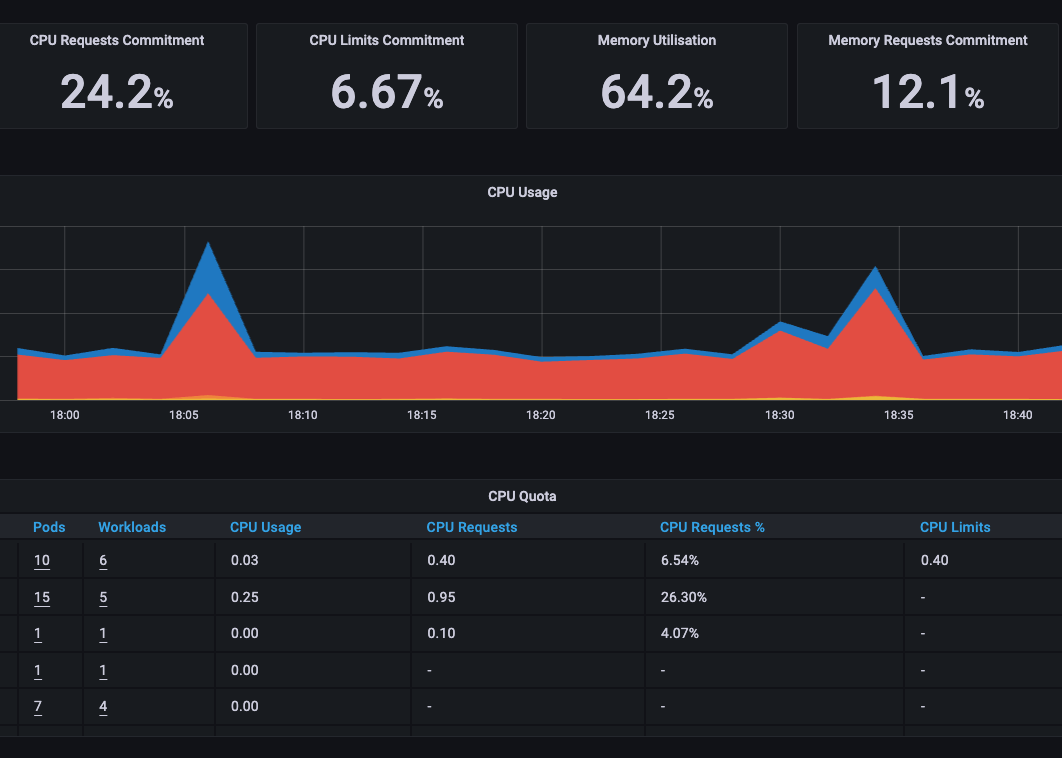 CPU Requests Commitment CPU Limits Commitment Memory Utilisation Memory Requests Commitment
24.2% 6.67% 64.2% 12.1%
CPU Usage
18:00 18:05 18:10 18:15 18:20 18:25 18:30 18:35 18:40
CPU Quota
Pods Workloads CPU Usage CPU Requests CPU Requests % CPU Limits
10 6 0.03 0.40 6.54% 0.40
15 5 0.25 0.95 26.30% -
1 1 0.00 0.10 4.07% -
1 1 0.00 - - -
7 4 0.00 - - -